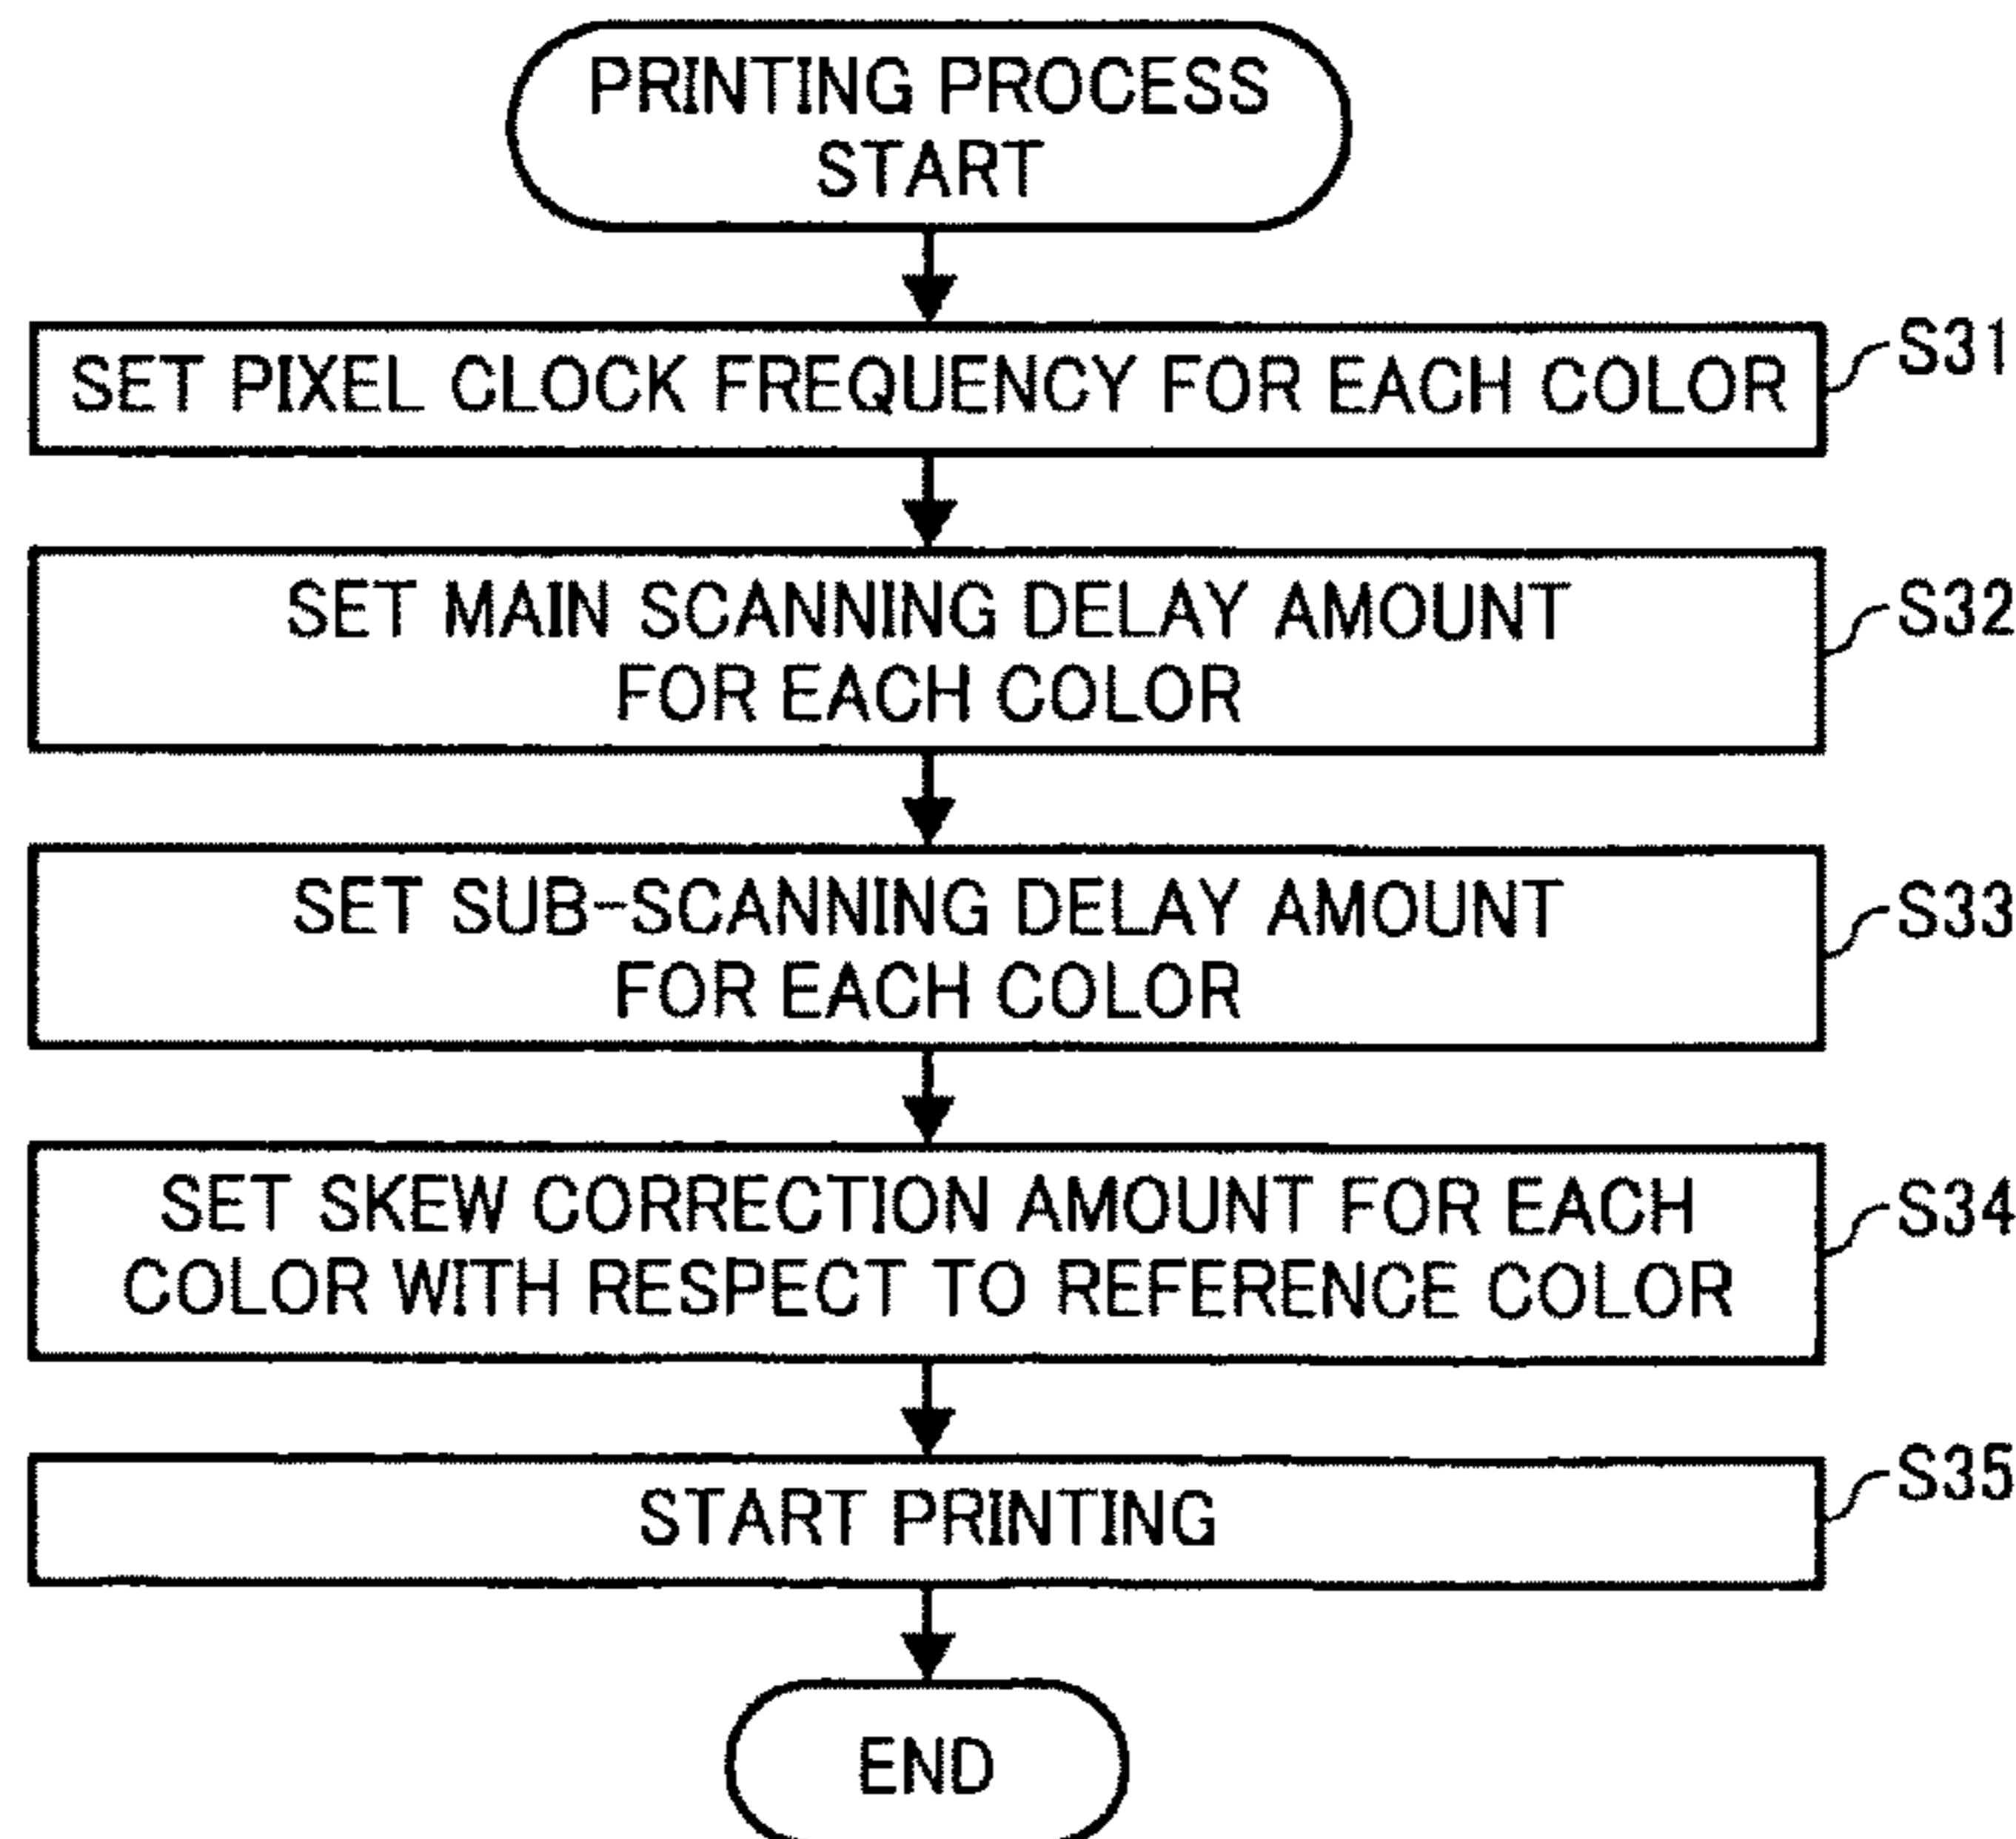 PRINTING PROCESS
START
SET PIXEL CLOCK FREQUENCY FOR EACH COLOR
S31
SET MAIN SCANNING DELAY AMOUNT
FOR EACH COLOR
S32
SET SUB-SCANNING DELAY AMOUNT
FOR EACH COLOR
S33
SET SKEW CORRECTION AMOUNT FOR EACH
COLOR WITH RESPECT TO REFERENCE COLOR
S34
START PRINTING
S35
END